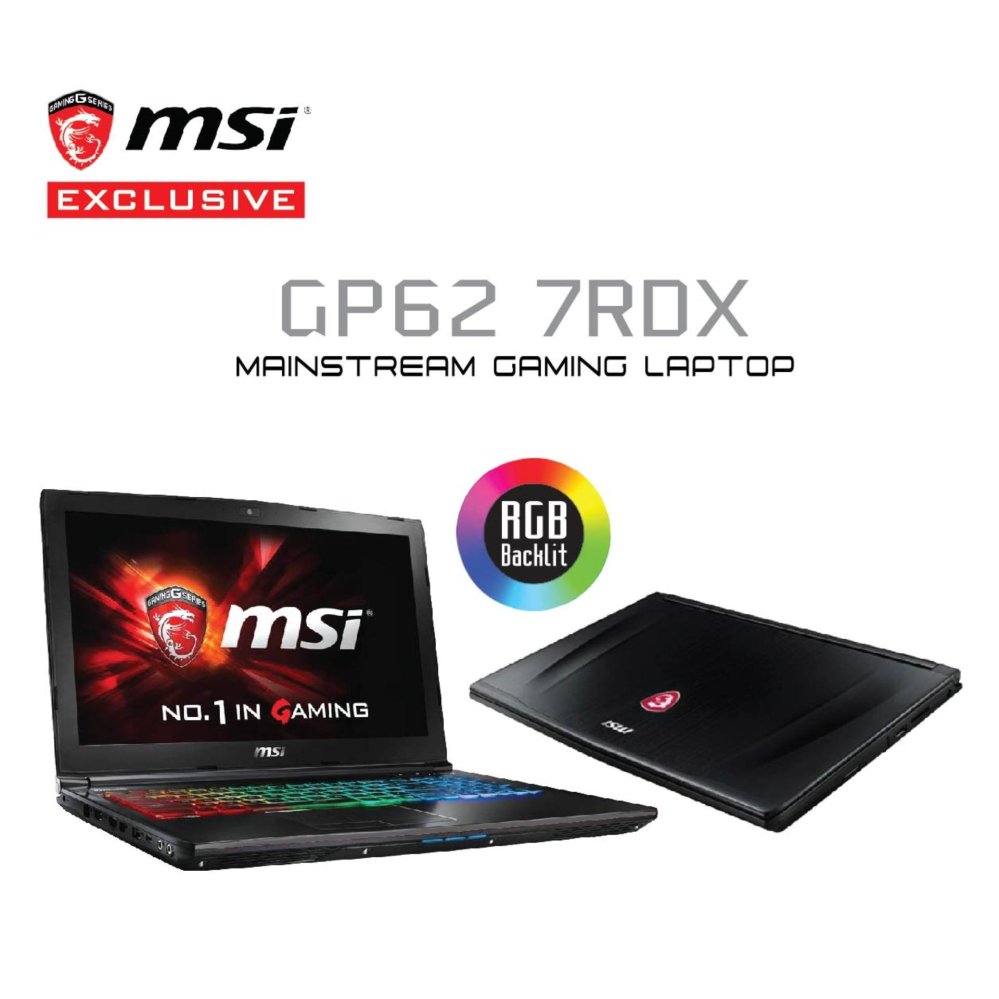 GAMING G SERIES
msi®
EXCLUSIVE
GP62 7RDX
MAINSTREAM GAMING LAPTOP
RGB
Backlit
GAMING G SERIES
msi®
NO.1 IN GAMING
msi
msi